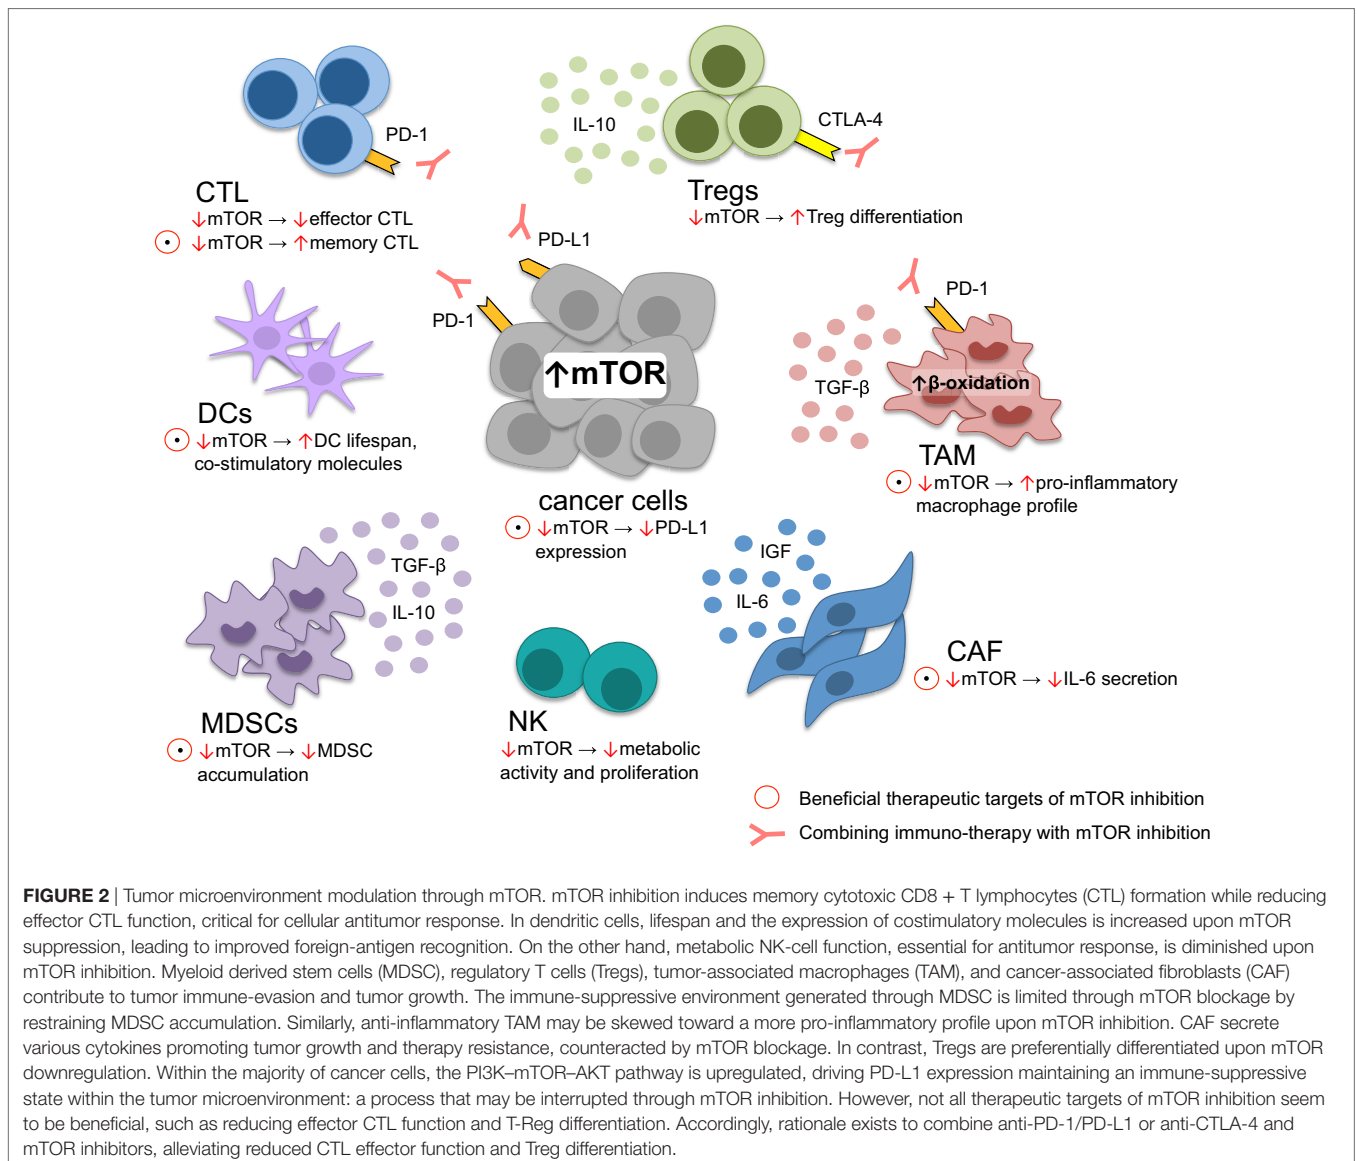 PD-1
CTL
↓mTOR → ↓effector CTL
↓mTOR → ↑memory CTL
IL-10
CTLA-4
Tregs
↓mTOR → ↑Treg differentiation
PD-L1
PD-1
↑mTOR
cancer cells
↓mTOR → ↓PD-L1
expression
DCs
↓mTOR → ↑DC lifespan,
co-stimulatory molecules
PD-1
TGF-β
↑β-oxidation
TAM
↓mTOR → ↑pro-inflammatory
macrophage profile
TGF-β
IL-10
MDSCs
↓mTOR → ↓MDSC
accumulation
NK
↓mTOR → ↓metabolic
activity and proliferation
IGF
IL-6
CAF
↓mTOR → ↓IL-6 secretion
Beneficial therapeutic targets of mTOR inhibition
Combining immuno-therapy with mTOR inhibition
FIGURE 2 | Tumor microenvironment modulation through mTOR. mTOR inhibition induces memory cytotoxic CD8 + T lymphocytes (CTL) formation while reducing
effector CTL function, critical for cellular antitumor response. In dendritic cells, lifespan and the expression of costimulatory molecules is increased upon mTOR
suppression, leading to improved foreign-antigen recognition. On the other hand, metabolic NK-cell function, essential for antitumor response, is diminished upon
mTOR inhibition. Myeloid derived stem cells (MDSC), regulatory T cells (Tregs), tumor-associated macrophages (TAM), and cancer-associated fibroblasts (CAF)
contribute to tumor immune-evasion and tumor growth. The immune-suppressive environment generated through MDSC is limited through mTOR blockage by
restraining MDSC accumulation. Similarly, anti-inflammatory TAM may be skewed toward a more pro-inflammatory profile upon mTOR inhibition. CAF secrete
various cytokines promoting tumor growth and therapy resistance, counteracted by mTOR blockage. In contrast, Tregs are preferentially differentiated upon mTOR
downregulation. Within the majority of cancer cells, the PI3K–mTOR–AKT pathway is upregulated, driving PD-L1 expression maintaining an immune-suppressive
state within the tumor microenvironment: a process that may be interrupted through mTOR inhibition. However, not all therapeutic targets of mTOR inhibition seem
to be beneficial, such as reducing effector CTL function and T-Reg differentiation. Accordingly, rationale exists to combine anti-PD-1/PD-L1 or anti-CTLA-4 and
mTOR inhibitors, alleviating reduced CTL effector function and Treg differentiation.